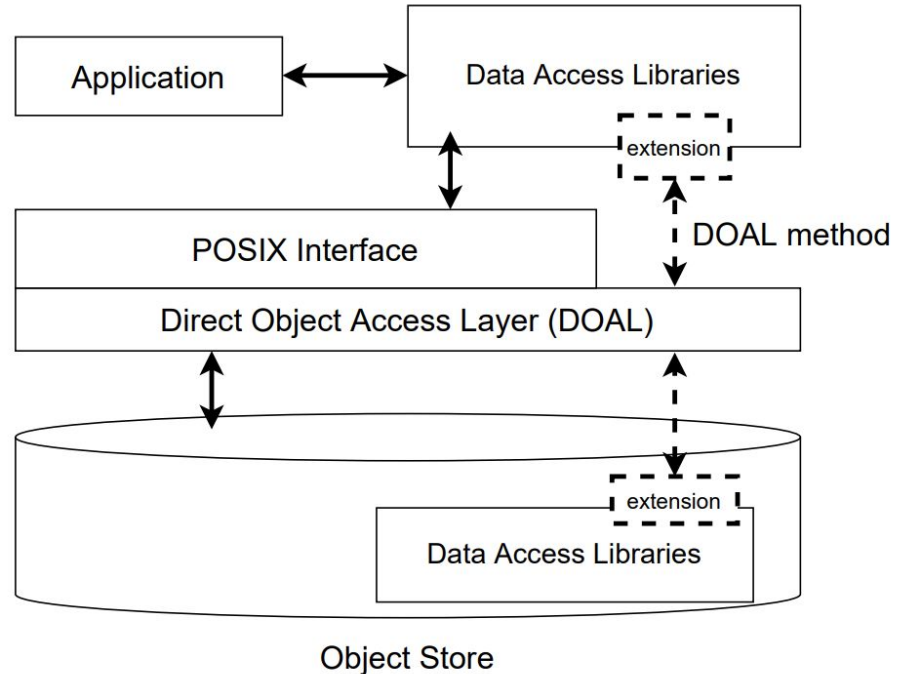 Application
Data Access Libraries
extension
POSIX Interface
DOAL method
Direct Object Access Layer (DOAL)
extension
Data Access Libraries
Object Store